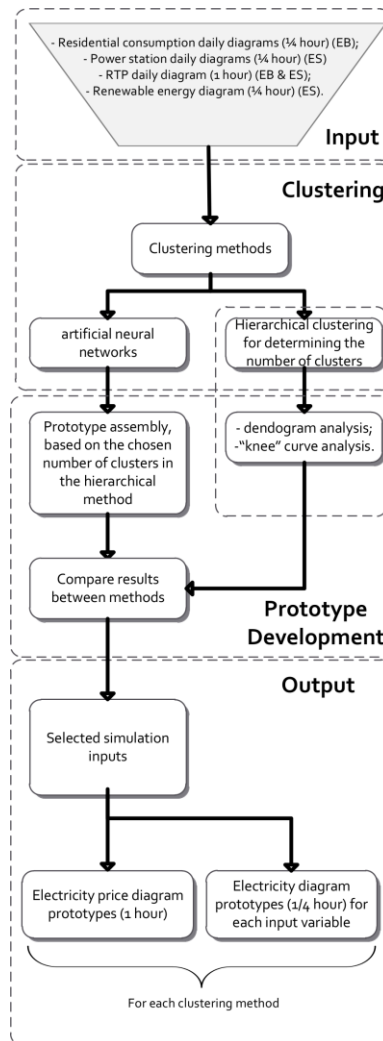 - Residential consumption daily diagrams (¼ hour) (EB);
- Power station daily diagrams (¼ hour) (ES)
- RTP daily diagram (1 hour) (EB & ES);
- Renewable energy diagram (¼ hour) (ES).
Input
Clustering
Clustering methods
artificial neural
networks
Hierarchical clustering
for determining the
number of clusters
Prototype assembly,
based on the chosen
number of clusters in
the hierarchical
method
- dendogram analysis;
-“knee” curve analysis.
Compare results
between methods
Prototype
Development
Output
Selected simulation
inputs
Electricity price diagram
prototypes (1 hour)
Electricity diagram
prototypes (1/4 hour) for
each input variable
For each clustering method